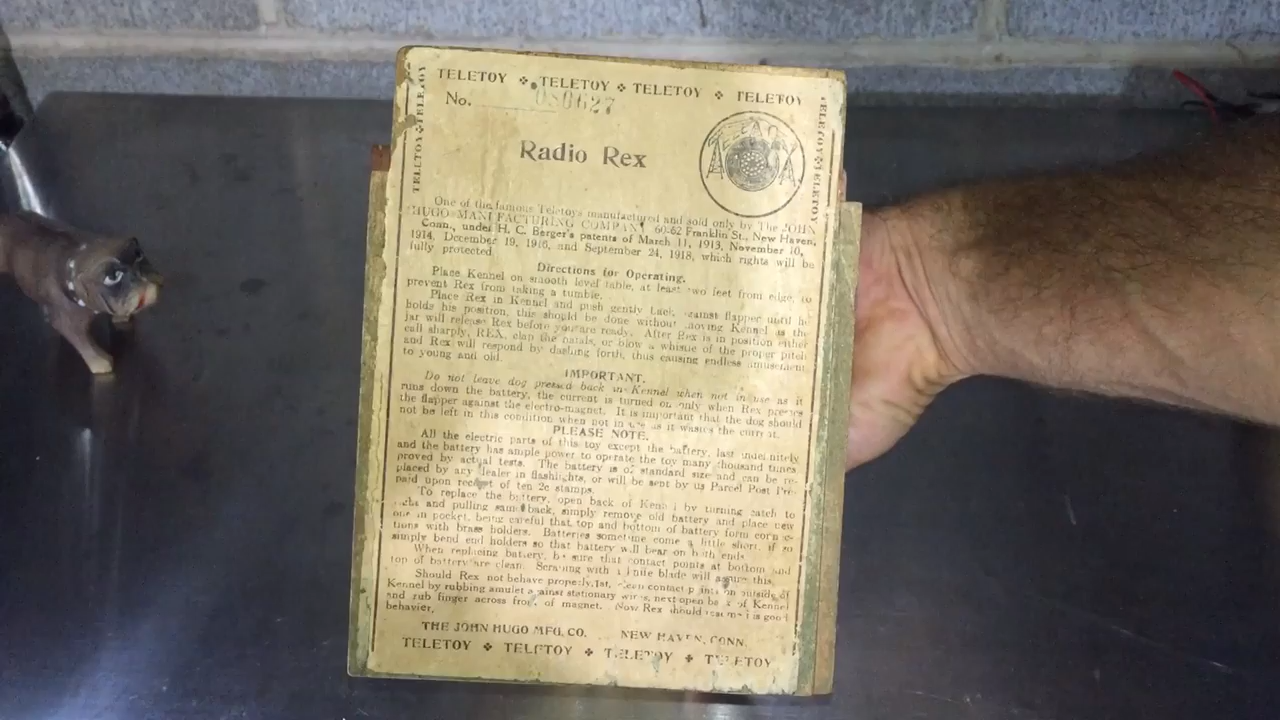 TELETOY ✤ TELETOY ✤ TELETOY ✤ TELETOY
TELETOY ✤ TELETOY
TELETOY ✤ TELETOY
No. 080627
Radio Rex
One of the famous Teletoys manufactured and sold only by The JOHN
HUGO MANUFACTURING COMPANY, 60-62 Franklin St., New Haven,
Conn., under H. C. Berger's patents of March 11, 1913, November 10,
1914, December 19, 1916, and September 24, 1918, which rights will be
fully protected.
Directions for Operating.
Place Kennel on smooth level table, at least two feet from edge, to
prevent Rex from taking a tumble.
Place Rex in Kennel and push gently back against flapper until he
holds his position, this should be done without moving Kennel as the
jar will release Rex before you are ready. After Rex is in position either
call sharply, REX, clap the hands, or blow a whistle of the proper pitch
and Rex will respond by dashing forth, thus causing endless amusement
to young and old.
IMPORTANT.
Do not leave dog pressed back in Kennel when not in use as it
runs down the battery, the current is turned on only when Rex presses
the flapper against the electro-magnet. It is important that the dog should
not be left in this condition when not in use as it wastes the current.
PLEASE NOTE.
All the electric parts of this toy except the battery, last indefinitely
and the battery has ample power to operate the toy many thousand times
proved by actual tests. The battery is of standard size and can be re-
placed by any dealer in flashlights, or will be sent by us Parcel Post Pre-
paid upon receipt of ten 2c stamps.
To replace the battery, open back of Kennel by turning catch to
right and pulling same back, simply remove old battery and place new
one in pocket, being careful that top and bottom of battery form connec-
tions with brass holders. Batteries sometime come a little short, if so
simply bend end holders so that battery will bear on both ends.
When replacing battery, be sure that contact points at bottom and
top of battery are clean. Scraping with a knife blade will assure this.
Should Rex not behave properly, 1st, clean contact points on outside of
Kennel by rubbing amulet against stationary wires, next open back of Kennel
and rub finger across front of magnet. Now Rex should resume his good
behavior.
THE JOHN HUGO MFG. CO. NEW HAVEN, CONN.
TELETOY ✤ TELETOY ✤ TELETOY ✤ TELETOY